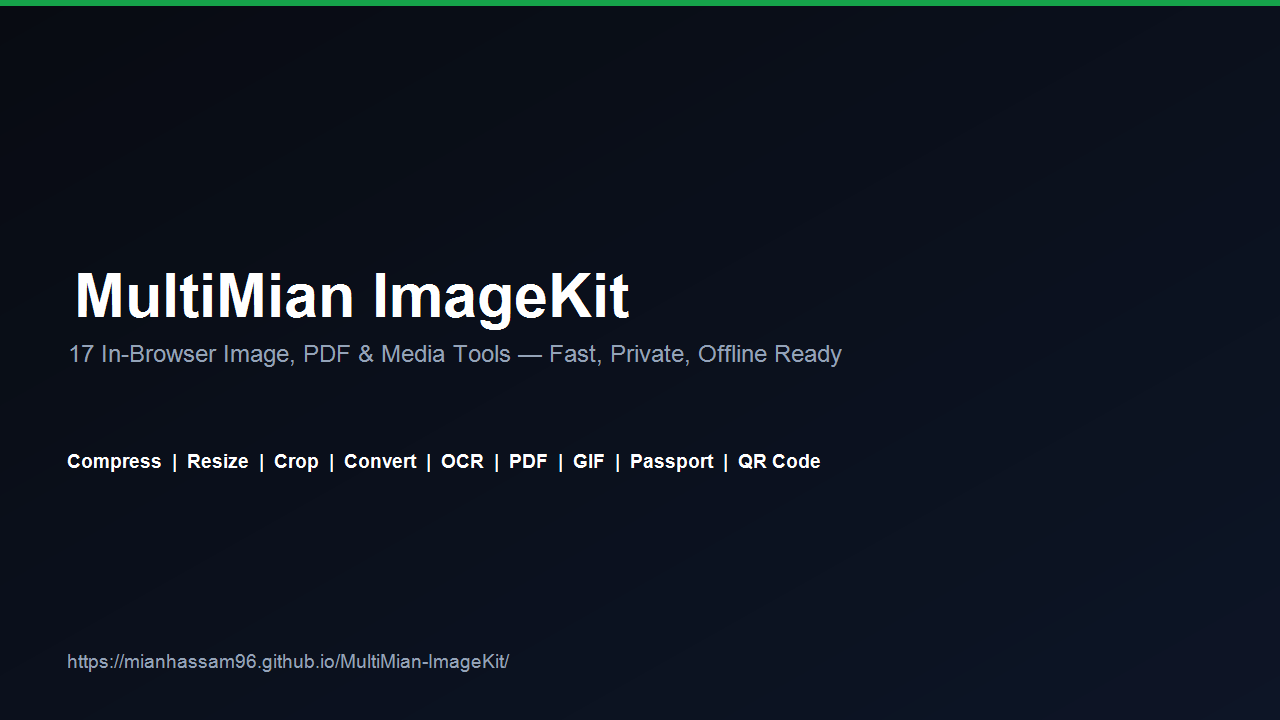 MultiMian ImageKit
17 In-Browser Image, PDF & Media Tools — Fast, Private, Offline Ready
Compress | Resize | Crop | Convert | OCR | PDF | GIF | Passport | QR Code
https://mianhassam96.github.io/MultiMian-ImageKit/